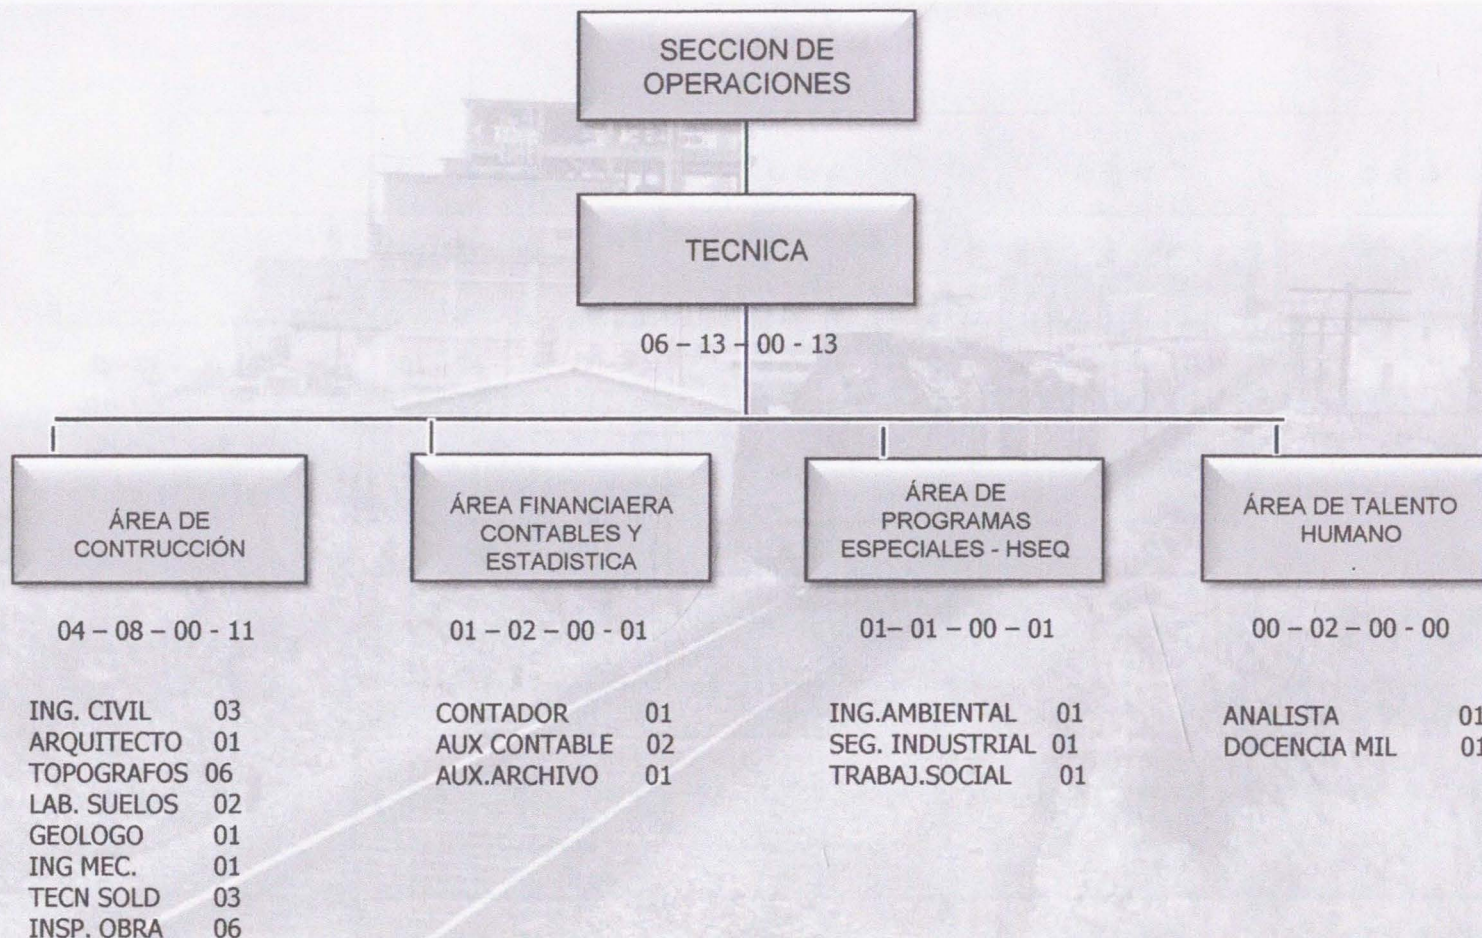 SECCION DE
OPERACIONES
TECNICA
06 – 13 – 00 - 13
ÁREA DE
CONTRUCCIÓN
04 – 08 – 00 - 11
ING. CIVIL 03
ARQUITECTO 01
TOPOGRAFOS 06
LAB. SUELOS 02
GEOLOGO 01
ING MEC. 01
TECN SOLD 03
INSP. OBRA 06
ÁREA FINANCIAERA
CONTABLES Y
ESTADISTICA
01 – 02 – 00 - 01
CONTADOR 01
AUX CONTABLE 02
AUX.ARCHIVO 01
ÁREA DE
PROGRAMAS
ESPECIALES - HSEQ
01– 01 – 00 – 01
ING.AMBIENTAL 01
SEG. INDUSTRIAL 01
TRABAJ.SOCIAL 01
ÁREA DE TALENTO
HUMANO
00 – 02 – 00 - 00
ANALISTA 01
DOCENCIA MIL 01